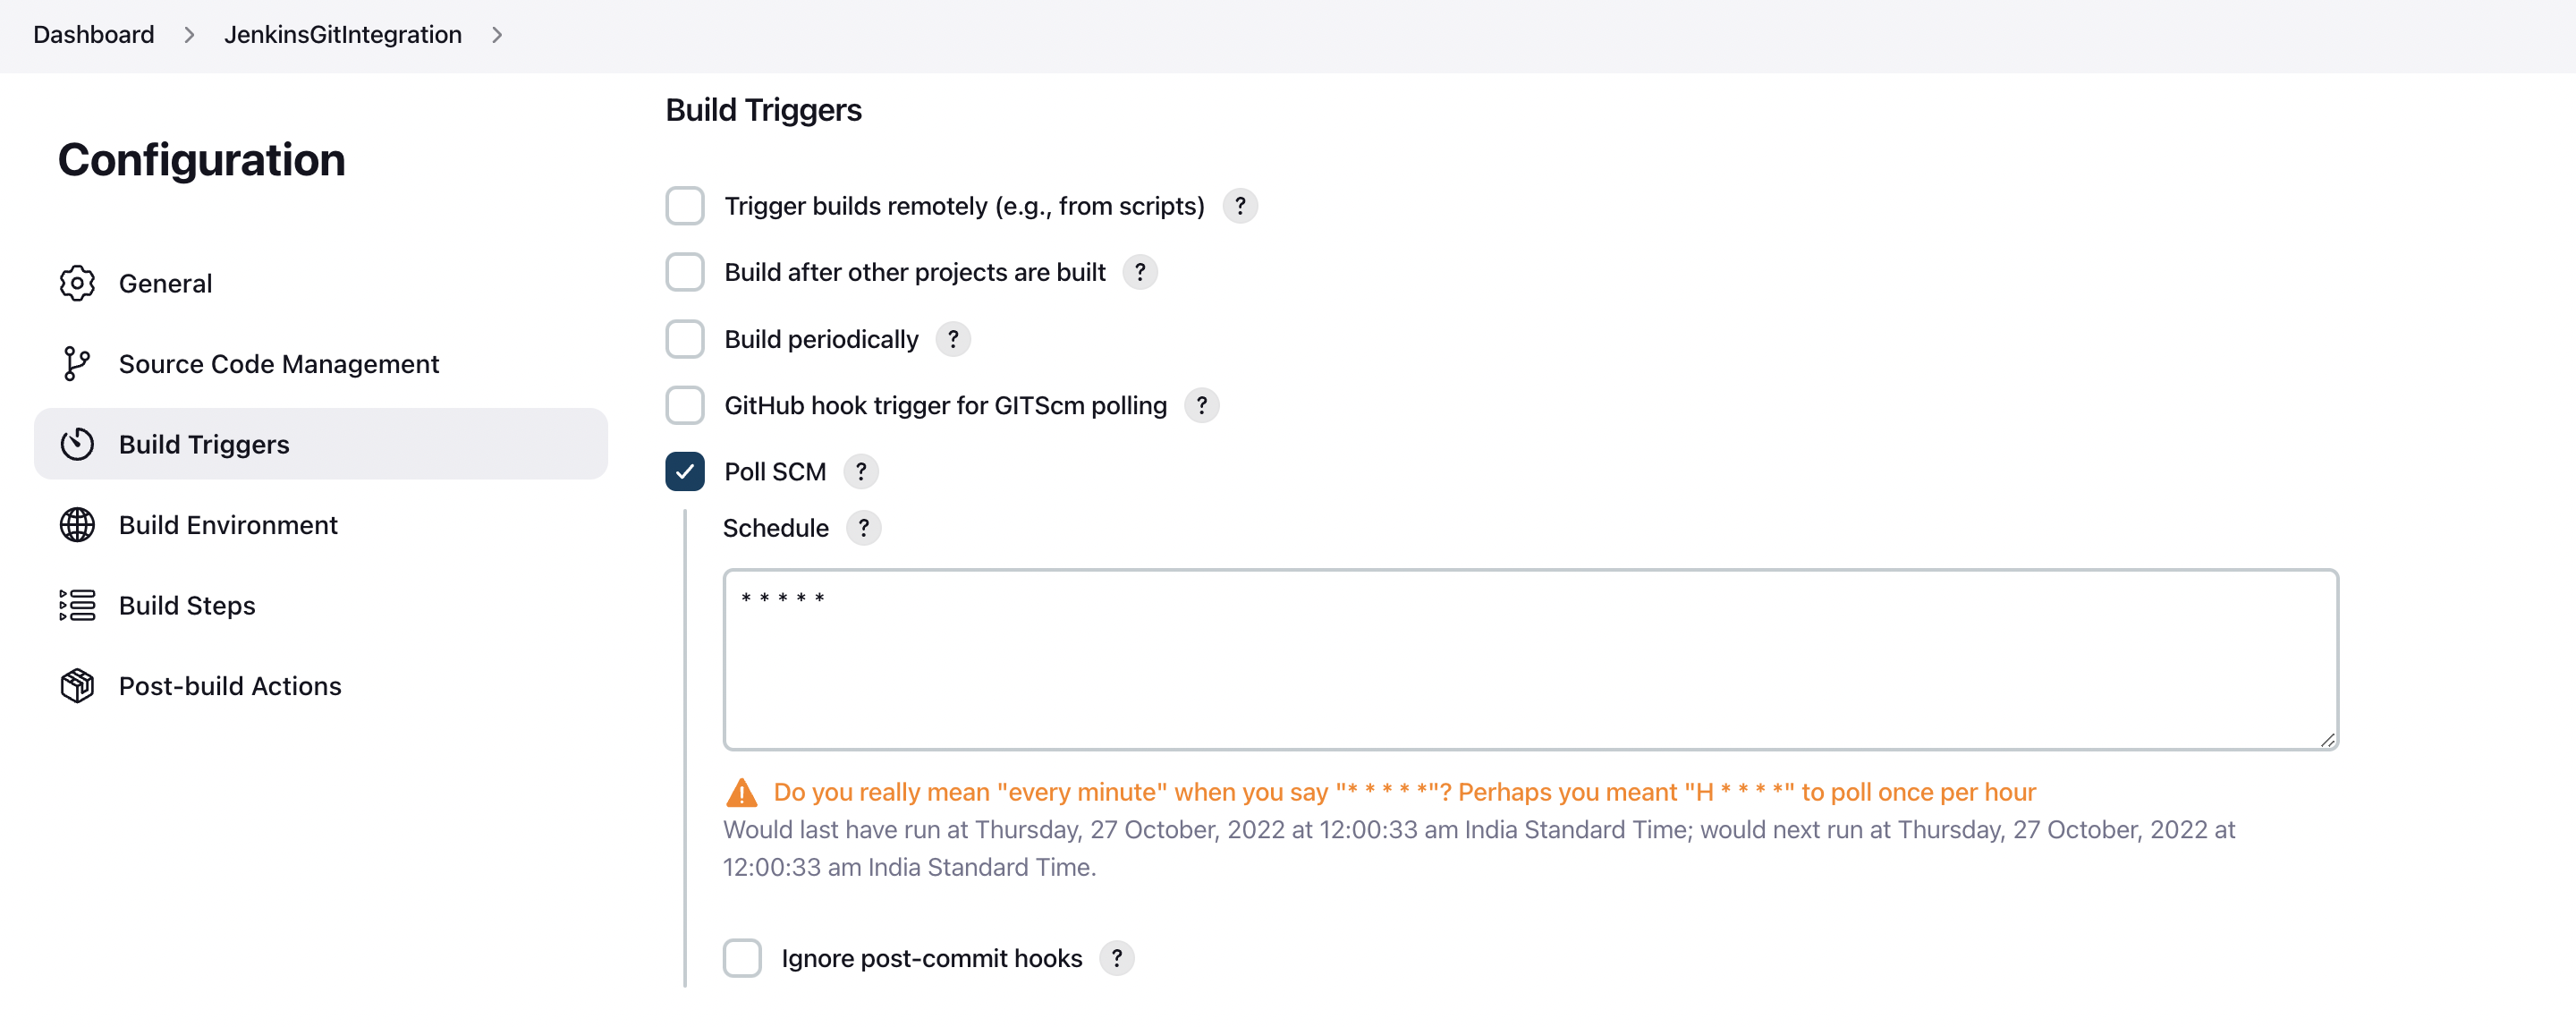 Dashboard > JenkinsGitIntegration >
Configuration
General
Source Code Management
Build Triggers
Build Environment
Build Steps
Post-build Actions
Build Triggers
Trigger builds remotely (e.g., from scripts) ?
Build after other projects are built ?
Build periodically ?
GitHub hook trigger for GITScm polling ?
Poll SCM ?
Schedule ?
* * * * *
Do you really mean "every minute" when you say "* * * * *"? Perhaps you meant "H * * * *" to poll once per hour
Would last have run at Thursday, 27 October, 2022 at 12:00:33 am India Standard Time; would next run at Thursday, 27 October, 2022 at
12:00:33 am India Standard Time.
Ignore post-commit hooks ?